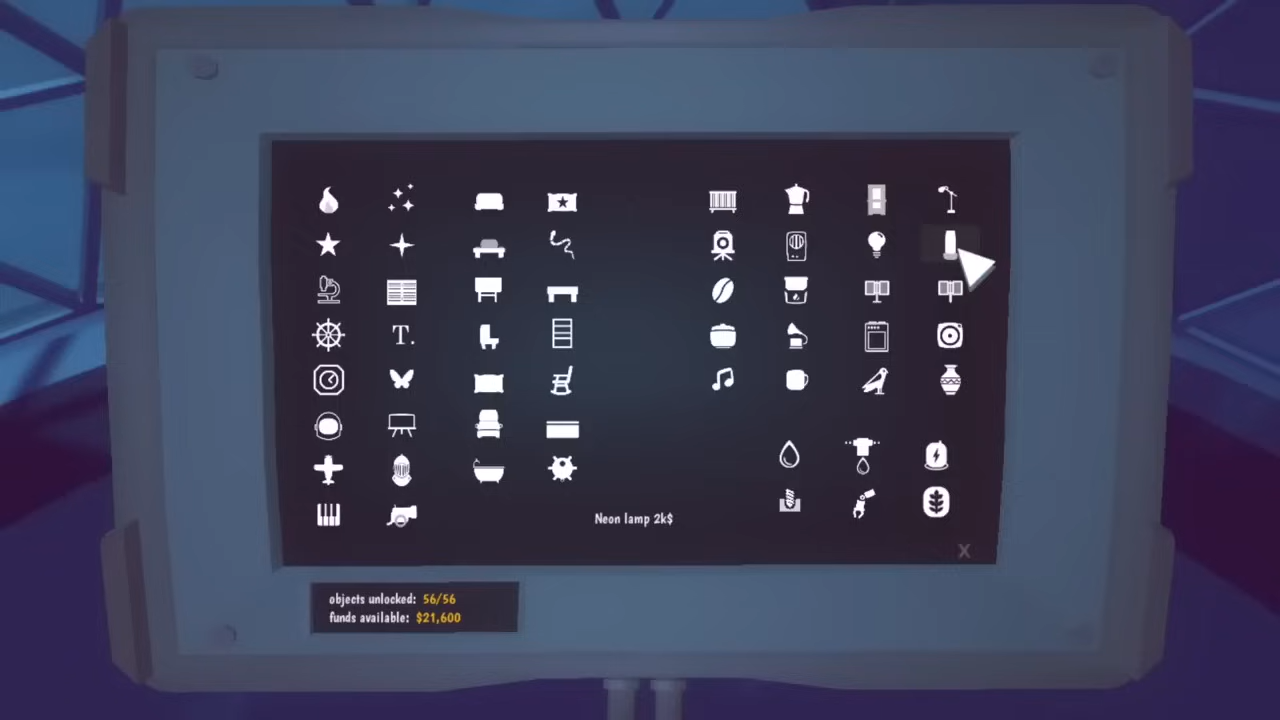 T.
Neon lamp 2k$
X
objects unlocked: 56/56
funds available: $21,600